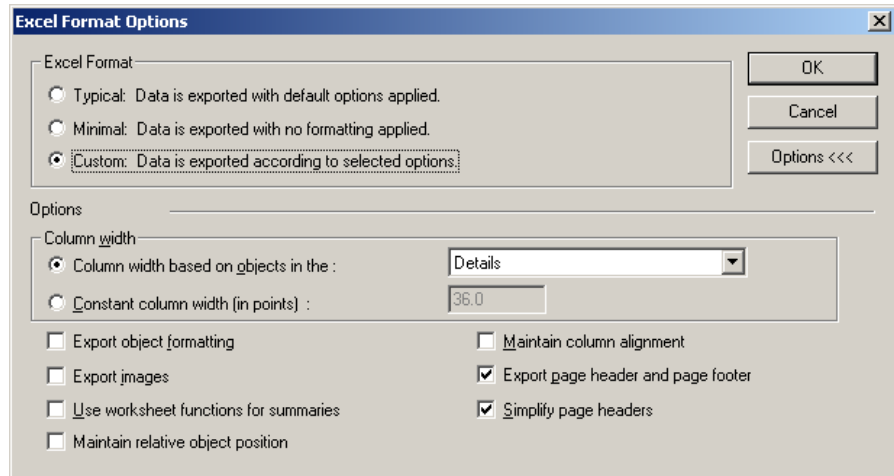 Excel Format Options
Excel Format
Typical: Data is exported with default options applied.
Minimal: Data is exported with no formatting applied.
Custom: Data is exported according to selected options.
OK
Cancel
Options <<<
Options
Column width
Column width based on objects in the : Details
Constant column width (in points) : 36.0
Export object formatting Maintain column alignment
Export images Export page header and page footer
Use worksheet functions for summaries Simplify page headers
Maintain relative object position